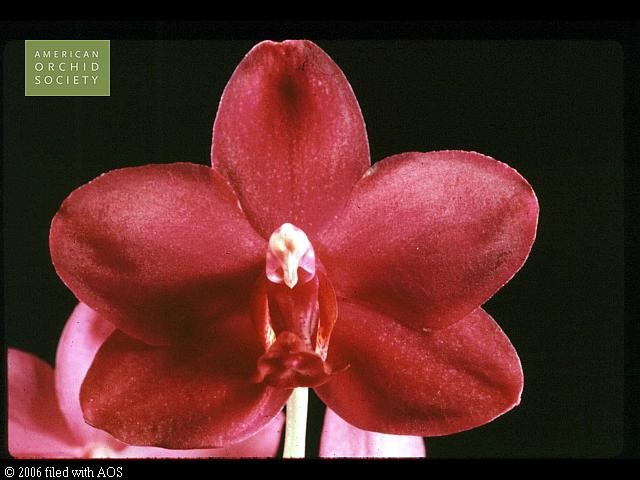 AMERICAN
ORCHID
SOCIETY
© 2006 filed with AOS